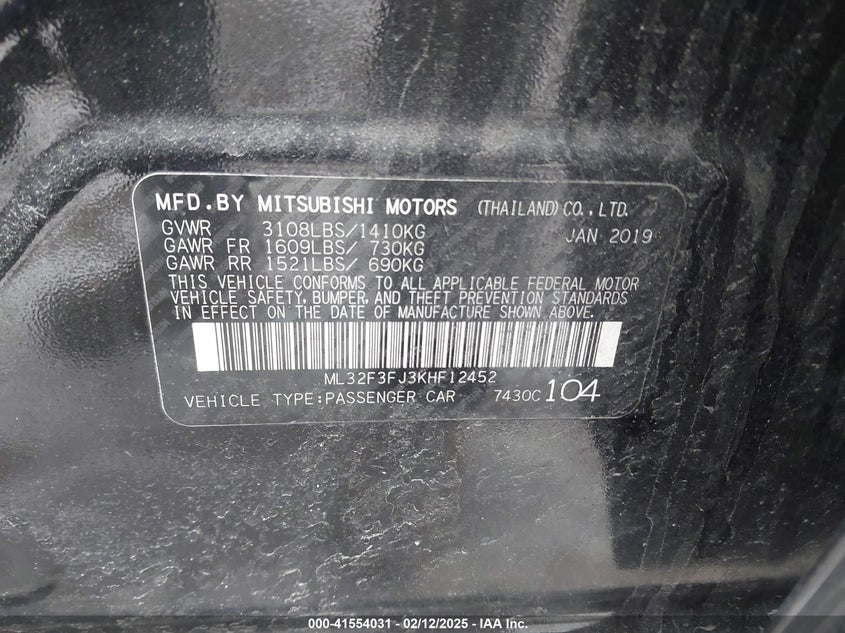 MFD.BY MITSUBISHI MOTORS (THAILAND) CO., LTD.
GVWR 3108LBS/1410KG JAN 2019
GAWR FR 1609LBS/ 730KG
GAWR RR 1521LBS/ 690KG
THIS VEHICLE CONFORMS TO ALL APPLICABLE FEDERAL MOTOR
VEHICLE SAFETY, BUMPER, AND THEFT PREVENTION STANDARDS
IN EFFECT ON THE DATE OF MANUFACTURE SHOWN ABOVE.
ML32F3FJ3KHF12452
VEHICLE TYPE:PASSENGER CAR 7430C 104
000-41554031 - 02/12/2025 - IAA Inc.